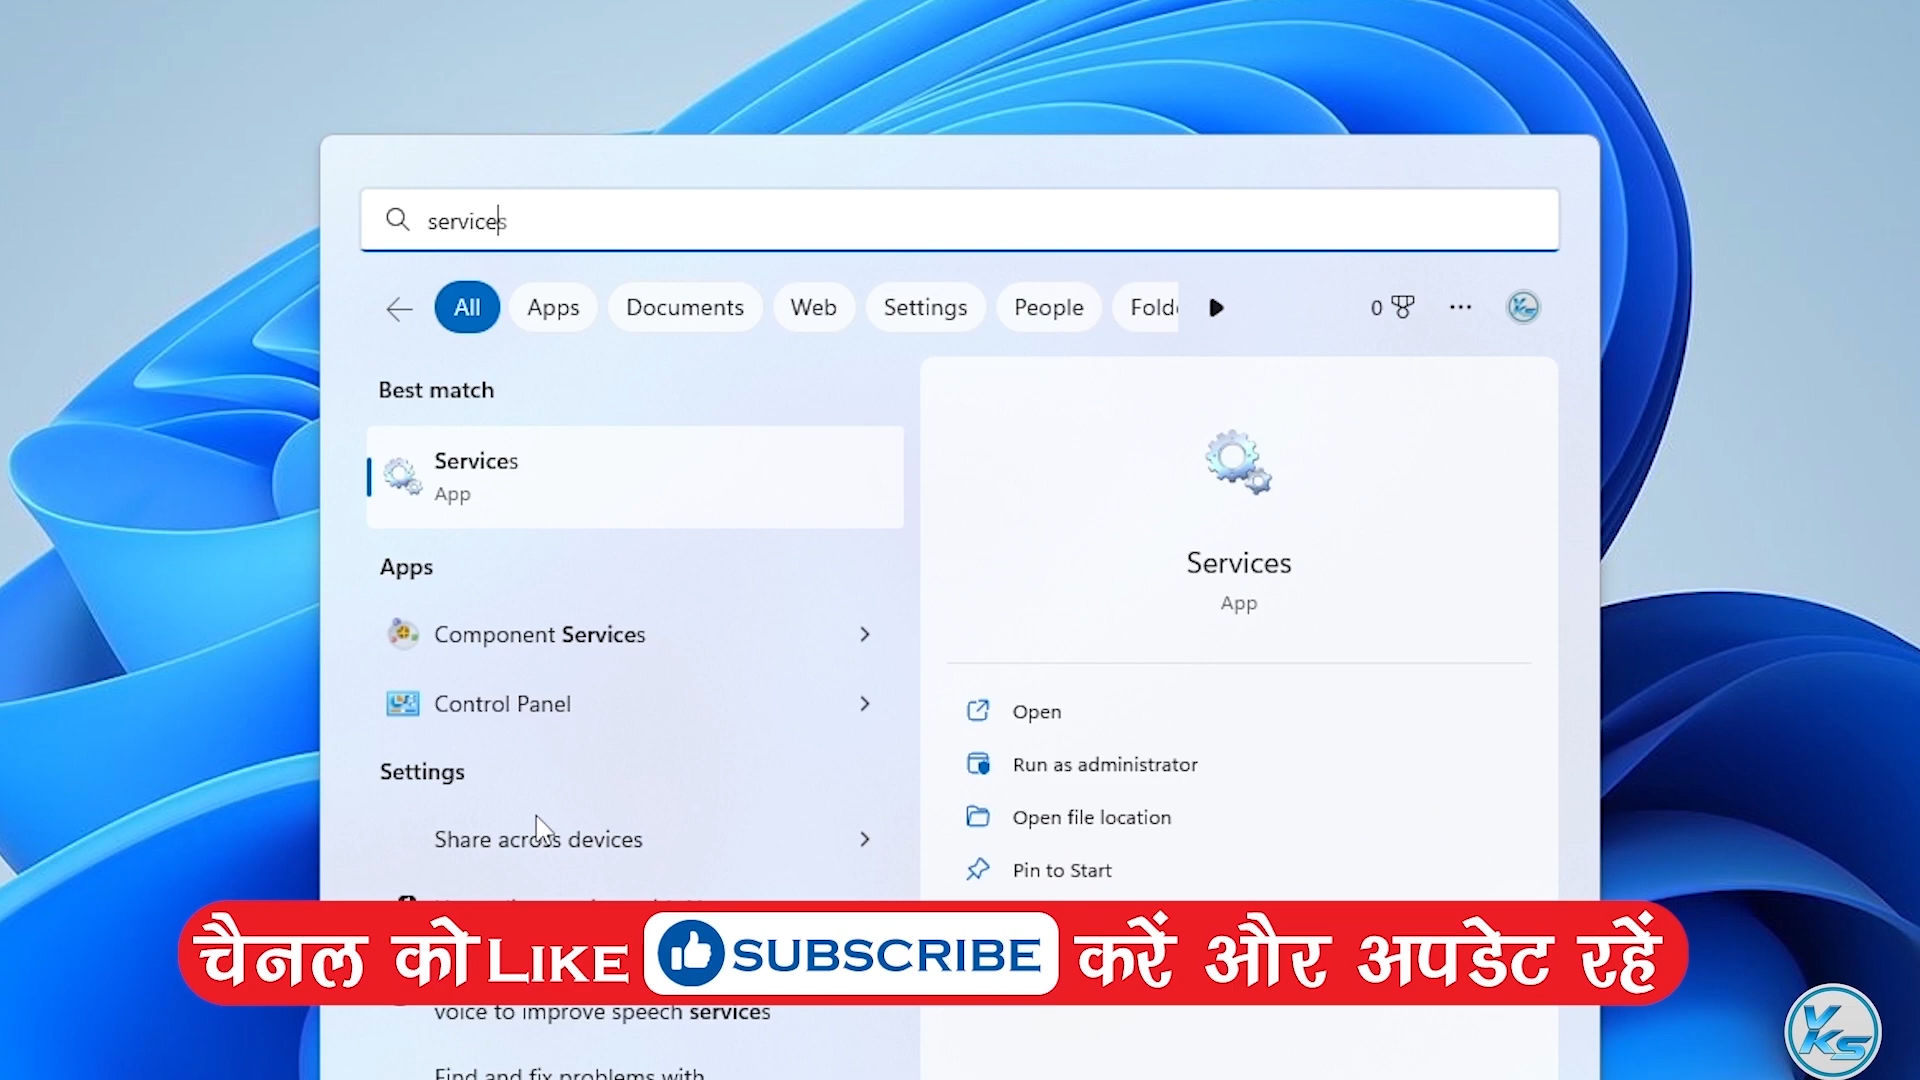 services
All
Apps
Documents
Web
Settings
People
0
Best match
Services
App
Apps
Component Services
Control Panel
Settings
Share across devices
Services
App
Open
Run as administrator
Open file location
Pin to Start
चैनल को LIKE SUBSCRIBE करें और अपडेट रहें
voice to improve speech services
Find and fix problems with
YKS